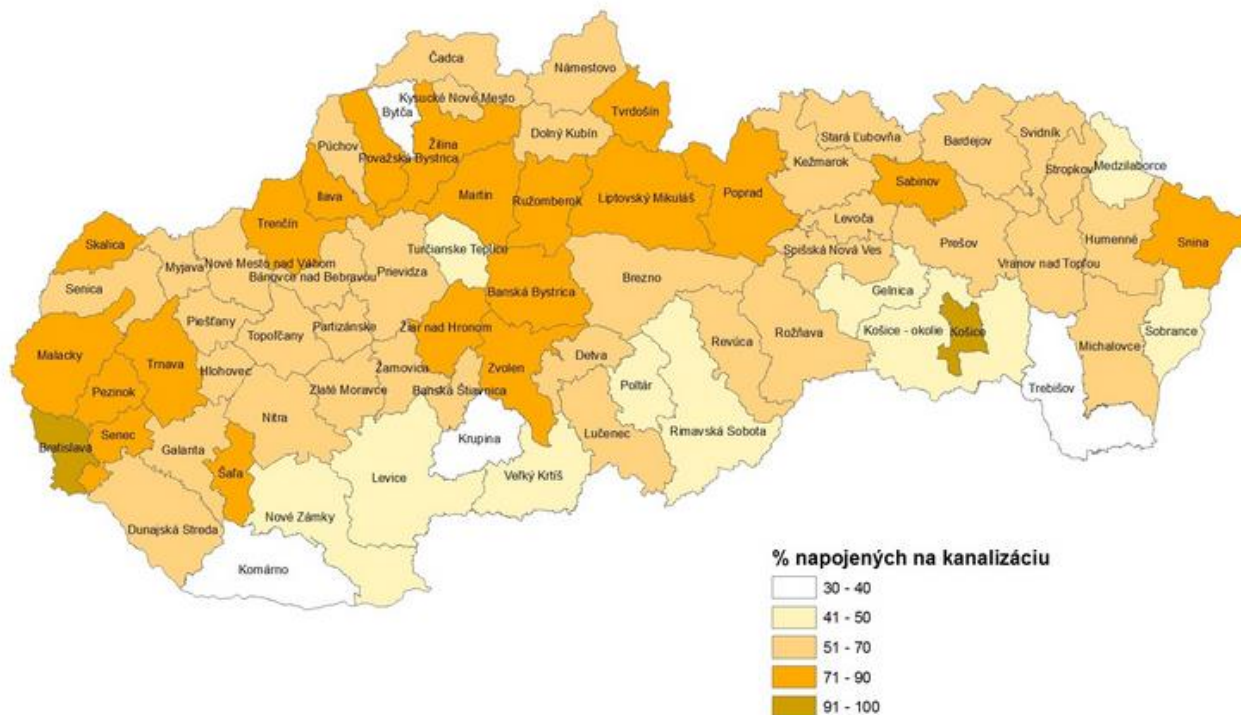 Čadca
Námestovo
Kysucké Nové Mesto
Bytča
Tvrdošín
Dolný Kubín
Žilina
Púchov
Považská Bystrica
Stará Ľubovňa
Bardejov
Svidník
Medzilaborce
Kežmarok
Stropkov
Ilava
Martin
Ružomberok
Liptovský Mikuláš
Poprad
Sabinov
Trenčín
Levoča
Skalica
Turčianske Teplice
Spišská Nová Ves
Prešov
Humenné
Snina
Myjava
Nové Mesto nad Váhom
Bánovce nad Bebravou
Prievidza
Brezno
Vranov nad Topľou
Senica
Banská Bystrica
Gelnica
Piešťany
Topoľčany
Partizánske
Žiar nad Hronom
Košice - okolie
Košice
Sobrance
Malacky
Trnava
Hlohovec
Zvolen
Detva
Revúca
Rožňava
Michalovce
Pezinok
Zlaté Moravce
Žarnovica
Banská Štiavnica
Poltár
Trebišov
Nitra
Bratislava
Senec
Galanta
Krupina
Lučenec
Rimavská Sobota
Šaľa
Levice
Veľký Krtíš
Nové Zámky
Dunajská Streda
Komárno
% napojených na kanalizáciu
30 - 40
41 - 50
51 - 70
71 - 90
91 - 100